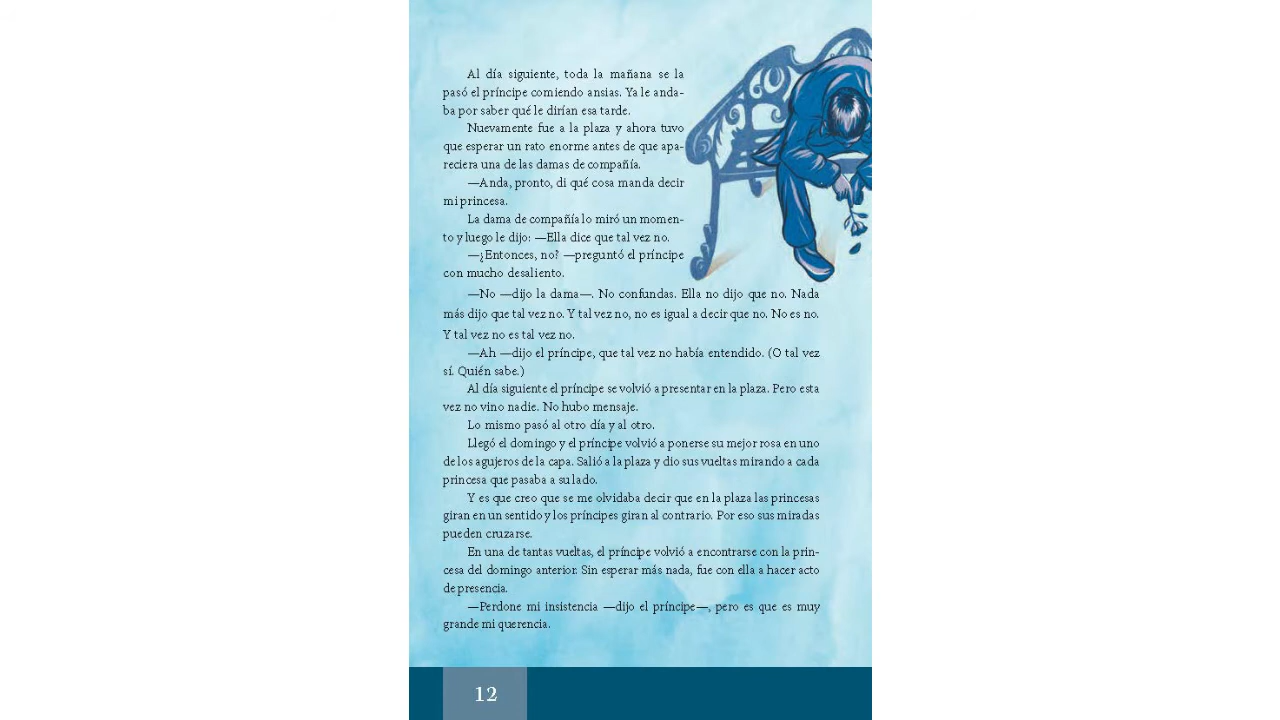 Al día siguiente, toda la mañana se la
pasó el príncipe comiendo ansias. Ya le anda-
ba por saber qué le dirían esa tarde.
Nuevamente fue a la plaza y ahora tuvo
que esperar un rato enorme antes de que apa-
reciera una de las damas de compañía.
—Anda, pronto, di qué cosa manda decir
mi princesa.
La dama de compañía lo miró un momen-
to y luego le dijo: —Ella dice que tal vez no.
—¿Entonces, no? —preguntó el príncipe
con mucho desaliento.
—No —dijo la dama—. No confundas. Ella no dijo que no. Nada
más dijo que tal vez no. Y tal vez no, no es igual a decir que no. No es no.
Y tal vez no es tal vez no.
—Ah —dijo el príncipe, que tal vez no había entendido. (O tal vez
sí. Quién sabe.)
Al día siguiente el príncipe se volvió a presentar en la plaza. Pero esta
vez no vino nadie. No hubo mensaje.
Lo mismo pasó al otro día y al otro.
Llegó el domingo y el príncipe volvió a ponerse su mejor rosa en uno
de los agujeros de la capa. Salió a la plaza y dio sus vueltas mirando a cada
princesa que pasaba a su lado.
Y es que creo que se me olvidaba decir que en la plaza las princesas
giran en un sentido y los príncipes giran al contrario. Por eso sus miradas
pueden cruzarse.
En una de tantas vueltas, el príncipe volvió a encontrarse con la prin-
cesa del domingo anterior. Sin esperar más nada, fue con ella a hacer acto
de presencia.
—Perdone mi insistencia —dijo el príncipe—, pero es que es muy
grande mi querencia.
12